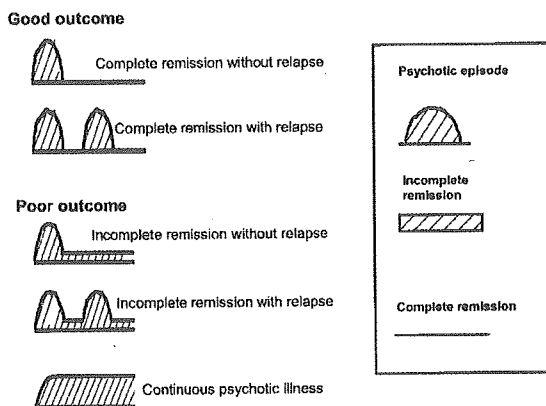 Good outcome
Complete remission without relapse
Complete remission with relapse
Poor outcome
Incomplete remission without relapse
Incomplete remission with relapse
Continuous psychotic illness
Psychotic episode
Incomplete
remission
Complete remission